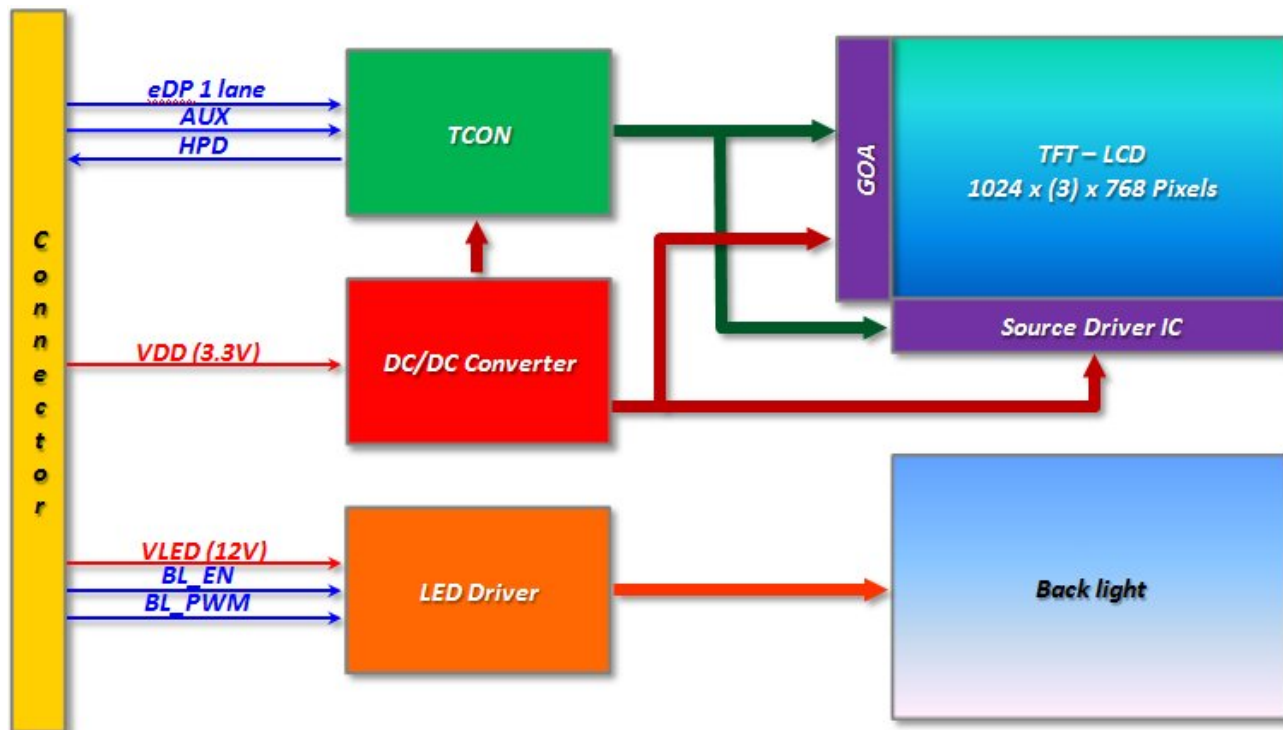 Connector
eDP 1 lane
AUX
HPD
TCON
GOA
TFT – LCD
1024 x (3) x 768 Pixels
Source Driver IC
VDD (3.3V)
DC/DC Converter
VLED (12V)
BL_EN
BL_PWM
LED Driver
Back light